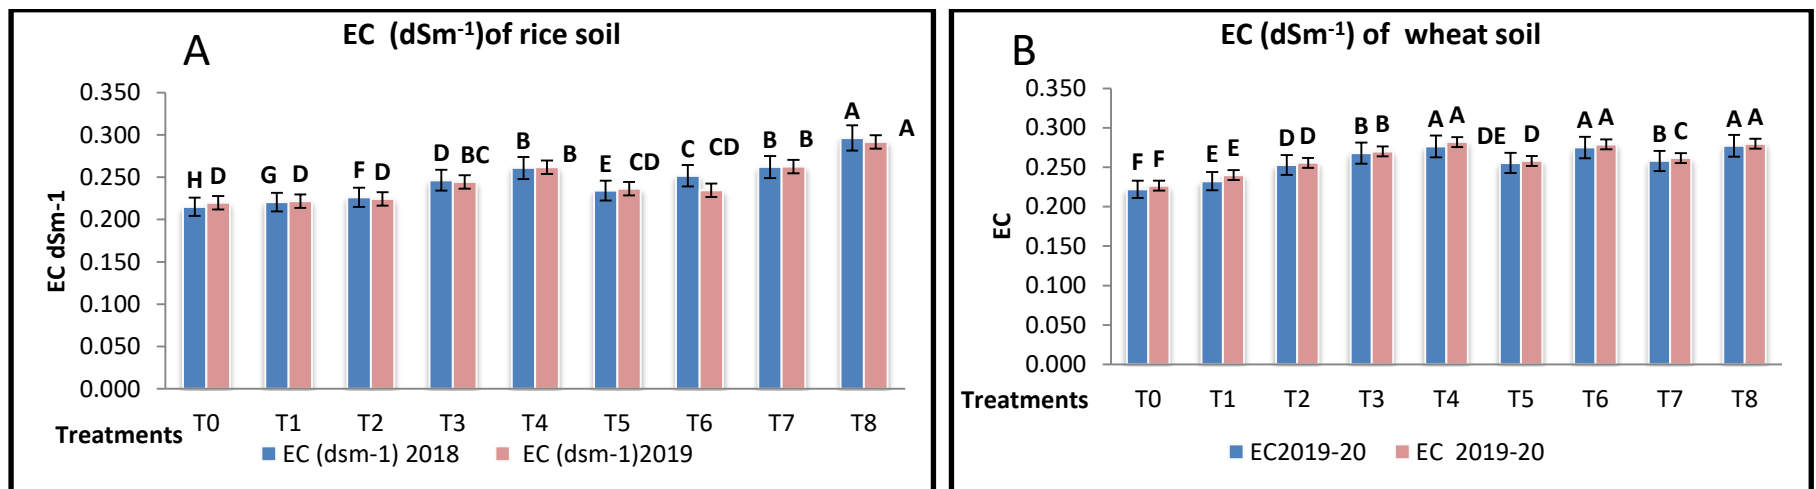 A
EC (dSm-1)of rice soil
0.350
0.300
0.250
0.200
0.150
0.100
0.050
0.000
EC dSm-1
H D G D F D D BC B B E CD C CD B B A A
T0 T1 T2 T3 T4 T5 T6 T7 T8
Treatments
EC (dsm-1) 2018 EC (dsm-1)2019
B
EC (dSm-1) of wheat soil
0.350
0.300
0.250
0.200
0.150
0.100
0.050
0.000
EC
F F E E D D B B A A DE D A A B C A A
Treatments T0 T1 T2 T3 T4 T5 T6 T7 T8
EC2019-20 EC 2019-20